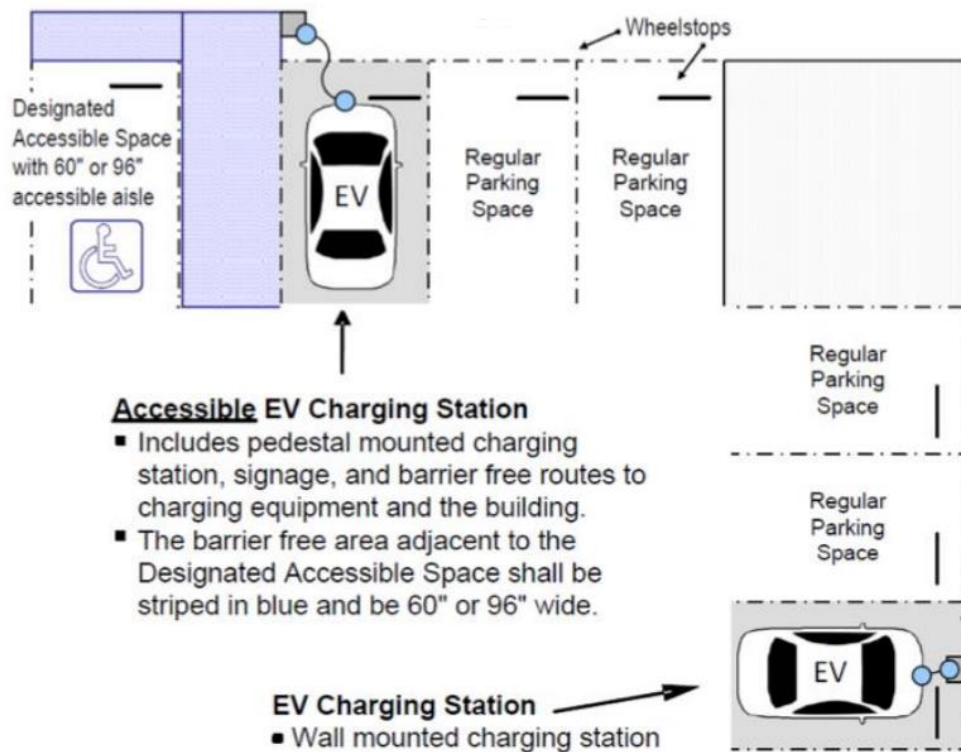 Wheelstops
Designated
Accessible Space
with 60" or 96"
accessible aisle
EV
Regular
Parking
Space
Regular
Parking
Space
Regular
Parking
Space
Accessible EV Charging Station
▪ Includes pedestal mounted charging
station, signage, and barrier free routes to
charging equipment and the building.
▪ The barrier free area adjacent to the
Designated Accessible Space shall be
striped in blue and be 60" or 96" wide.
Regular
Parking
Space
EV
EV Charging Station
▪ Wall mounted charging station